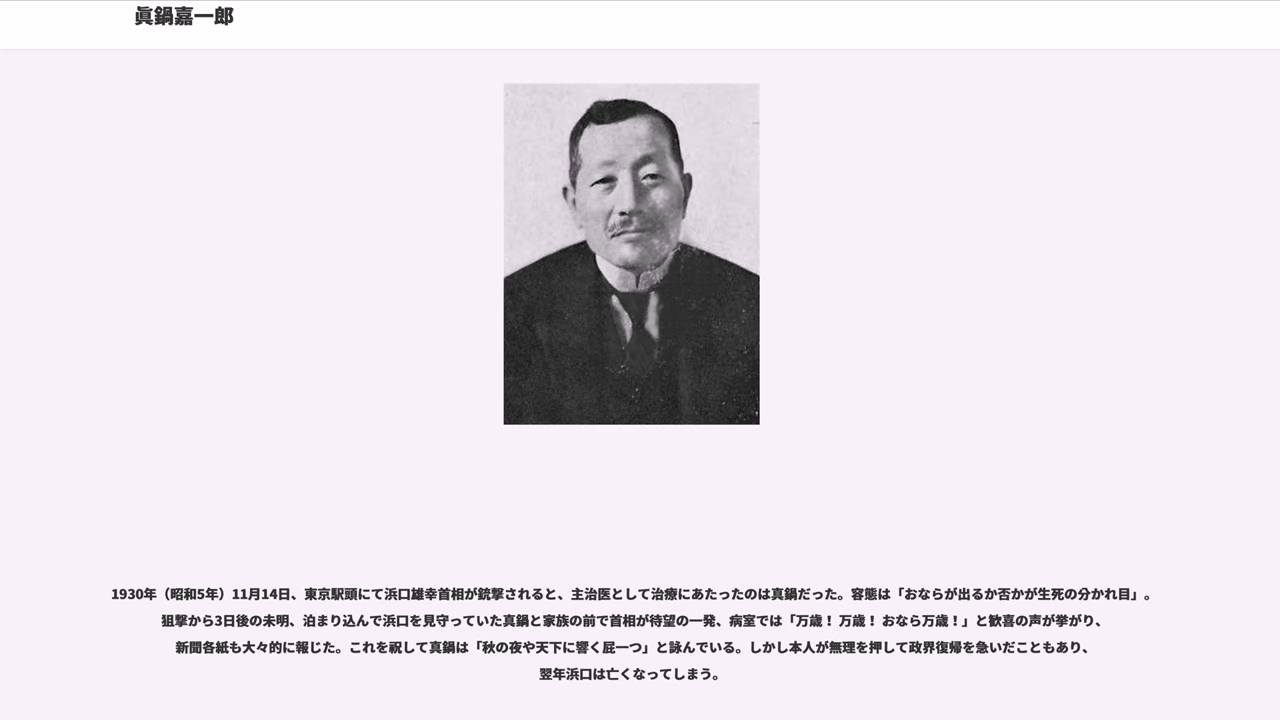 眞鍋嘉一郎
1930年（昭和5年）11月14日、東京駅頭にて浜口雄幸首相が銃撃されると、主治医として治療にあたったのは真鍋だった。容態は「おならが出るか否かが生死の分かれ目」。
狙撃から3日後の未明、泊まり込んで浜口を見守っていた真鍋と家族の前で首相が待望の一発、病室では「万歳！ 万歳！ おなら万歳！」と歓喜の声が挙がり、
新聞各紙も大々的に報じた。これを祝して真鍋は「秋の夜や天下に響く屁一つ」と詠んでいる。しかし本人が無理を押して政界復帰を急いだこともあり、
翌年浜口は亡くなってしまう。